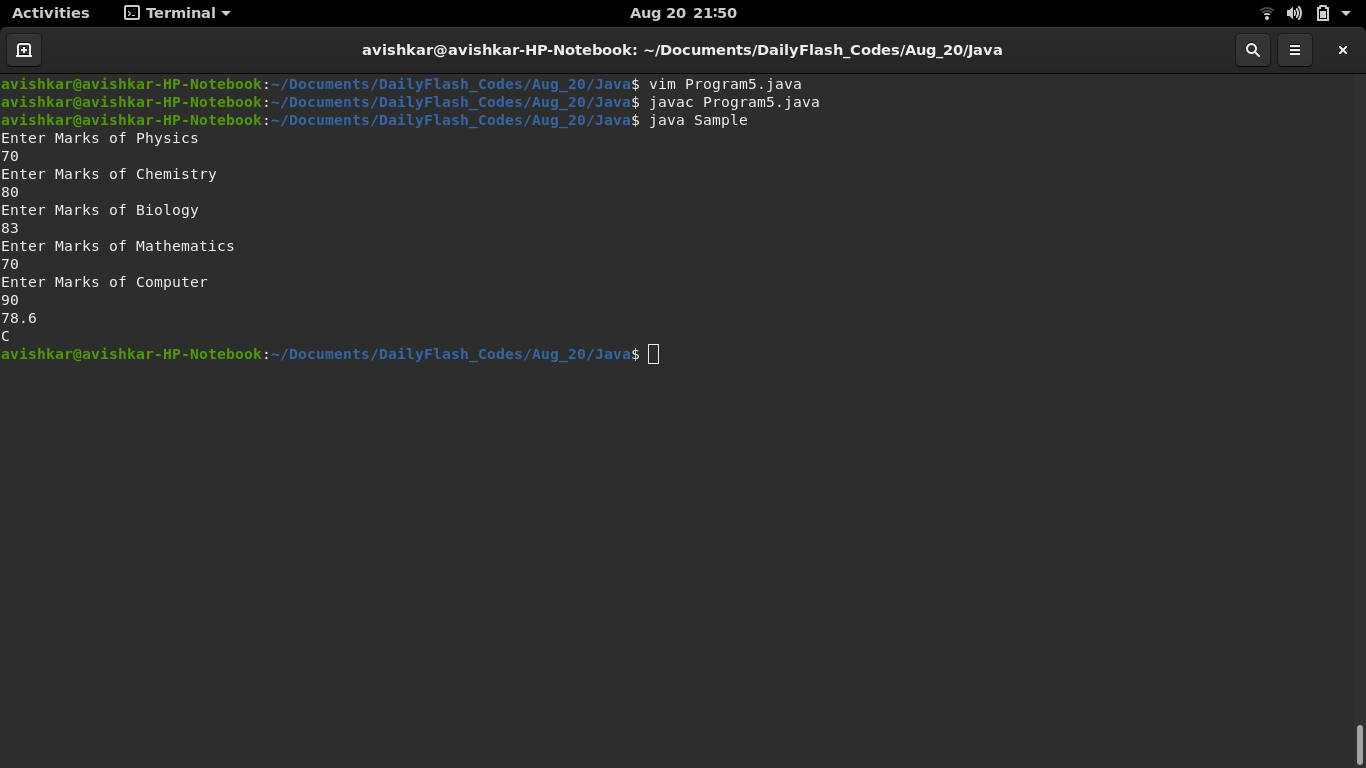 Activities Terminal Aug 20 21:50
avishkar@avishkar-HP-Notebook: ~/Documents/DailyFlash_Codes/Aug_20/Java
avishkar@avishkar-HP-Notebook:~/Documents/DailyFlash_Codes/Aug_20/Java$ vim Program5.java
avishkar@avishkar-HP-Notebook:~/Documents/DailyFlash_Codes/Aug_20/Java$ javac Program5.java
avishkar@avishkar-HP-Notebook:~/Documents/DailyFlash_Codes/Aug_20/Java$ java Sample
Enter Marks of Physics
70
Enter Marks of Chemistry
80
Enter Marks of Biology
83
Enter Marks of Mathematics
70
Enter Marks of Computer
90
78.6
C
avishkar@avishkar-HP-Notebook:~/Documents/DailyFlash_Codes/Aug_20/Java$